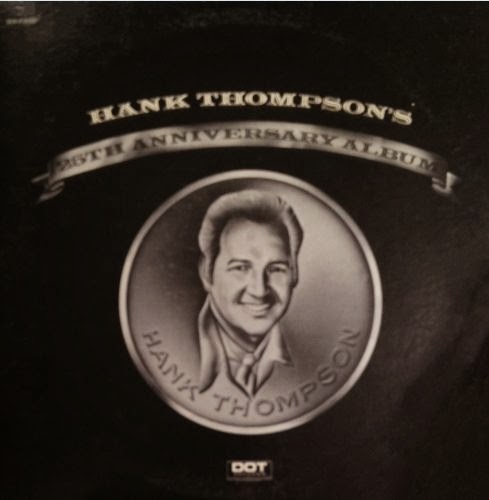 HANK THOMPSON'S
25TH ANNIVERSARY ALBUM
HANK THOMPSON
DOT